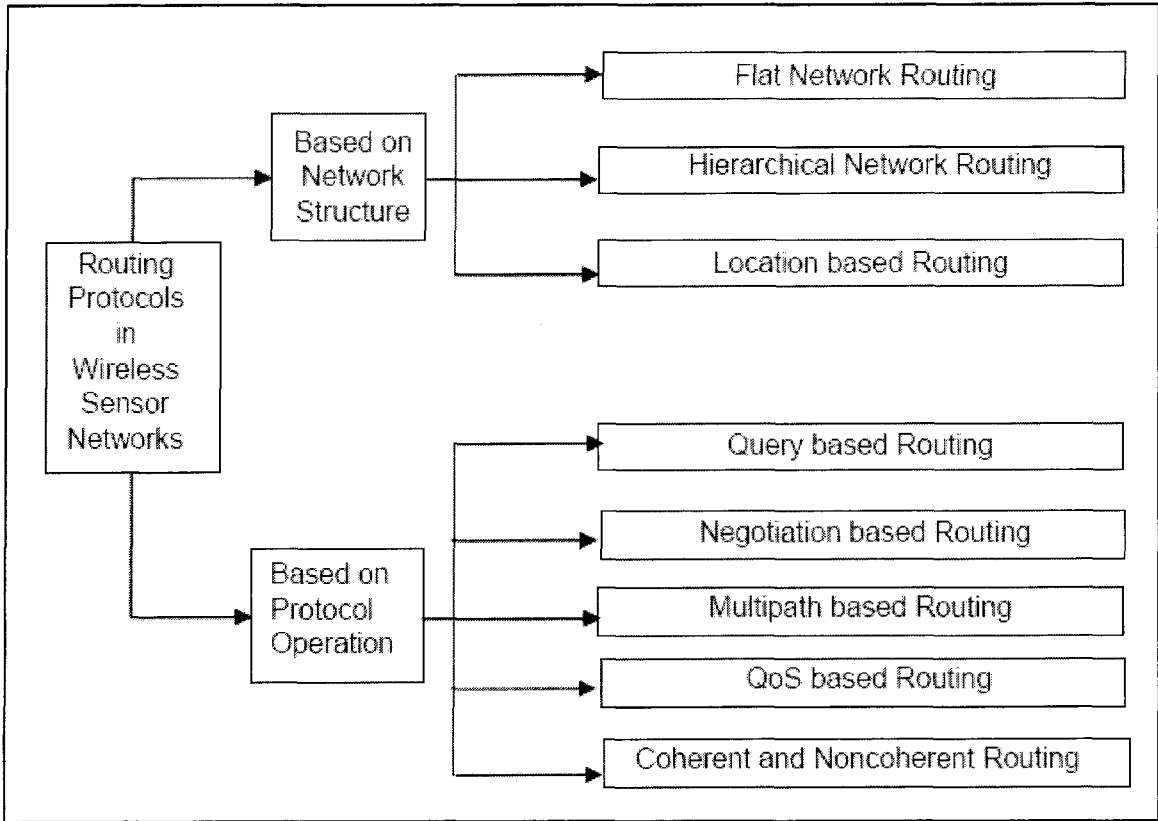 Routing
Protocols
in
Wireless
Sensor
Networks
Based on
Network
Structure
Flat Network Routing
Hierarchical Network Routing
Location based Routing
Based on
Protocol
Operation
Query based Routing
Negotiation based Routing
Multipath based Routing
QoS based Routing
Coherent and Noncoherent Routing